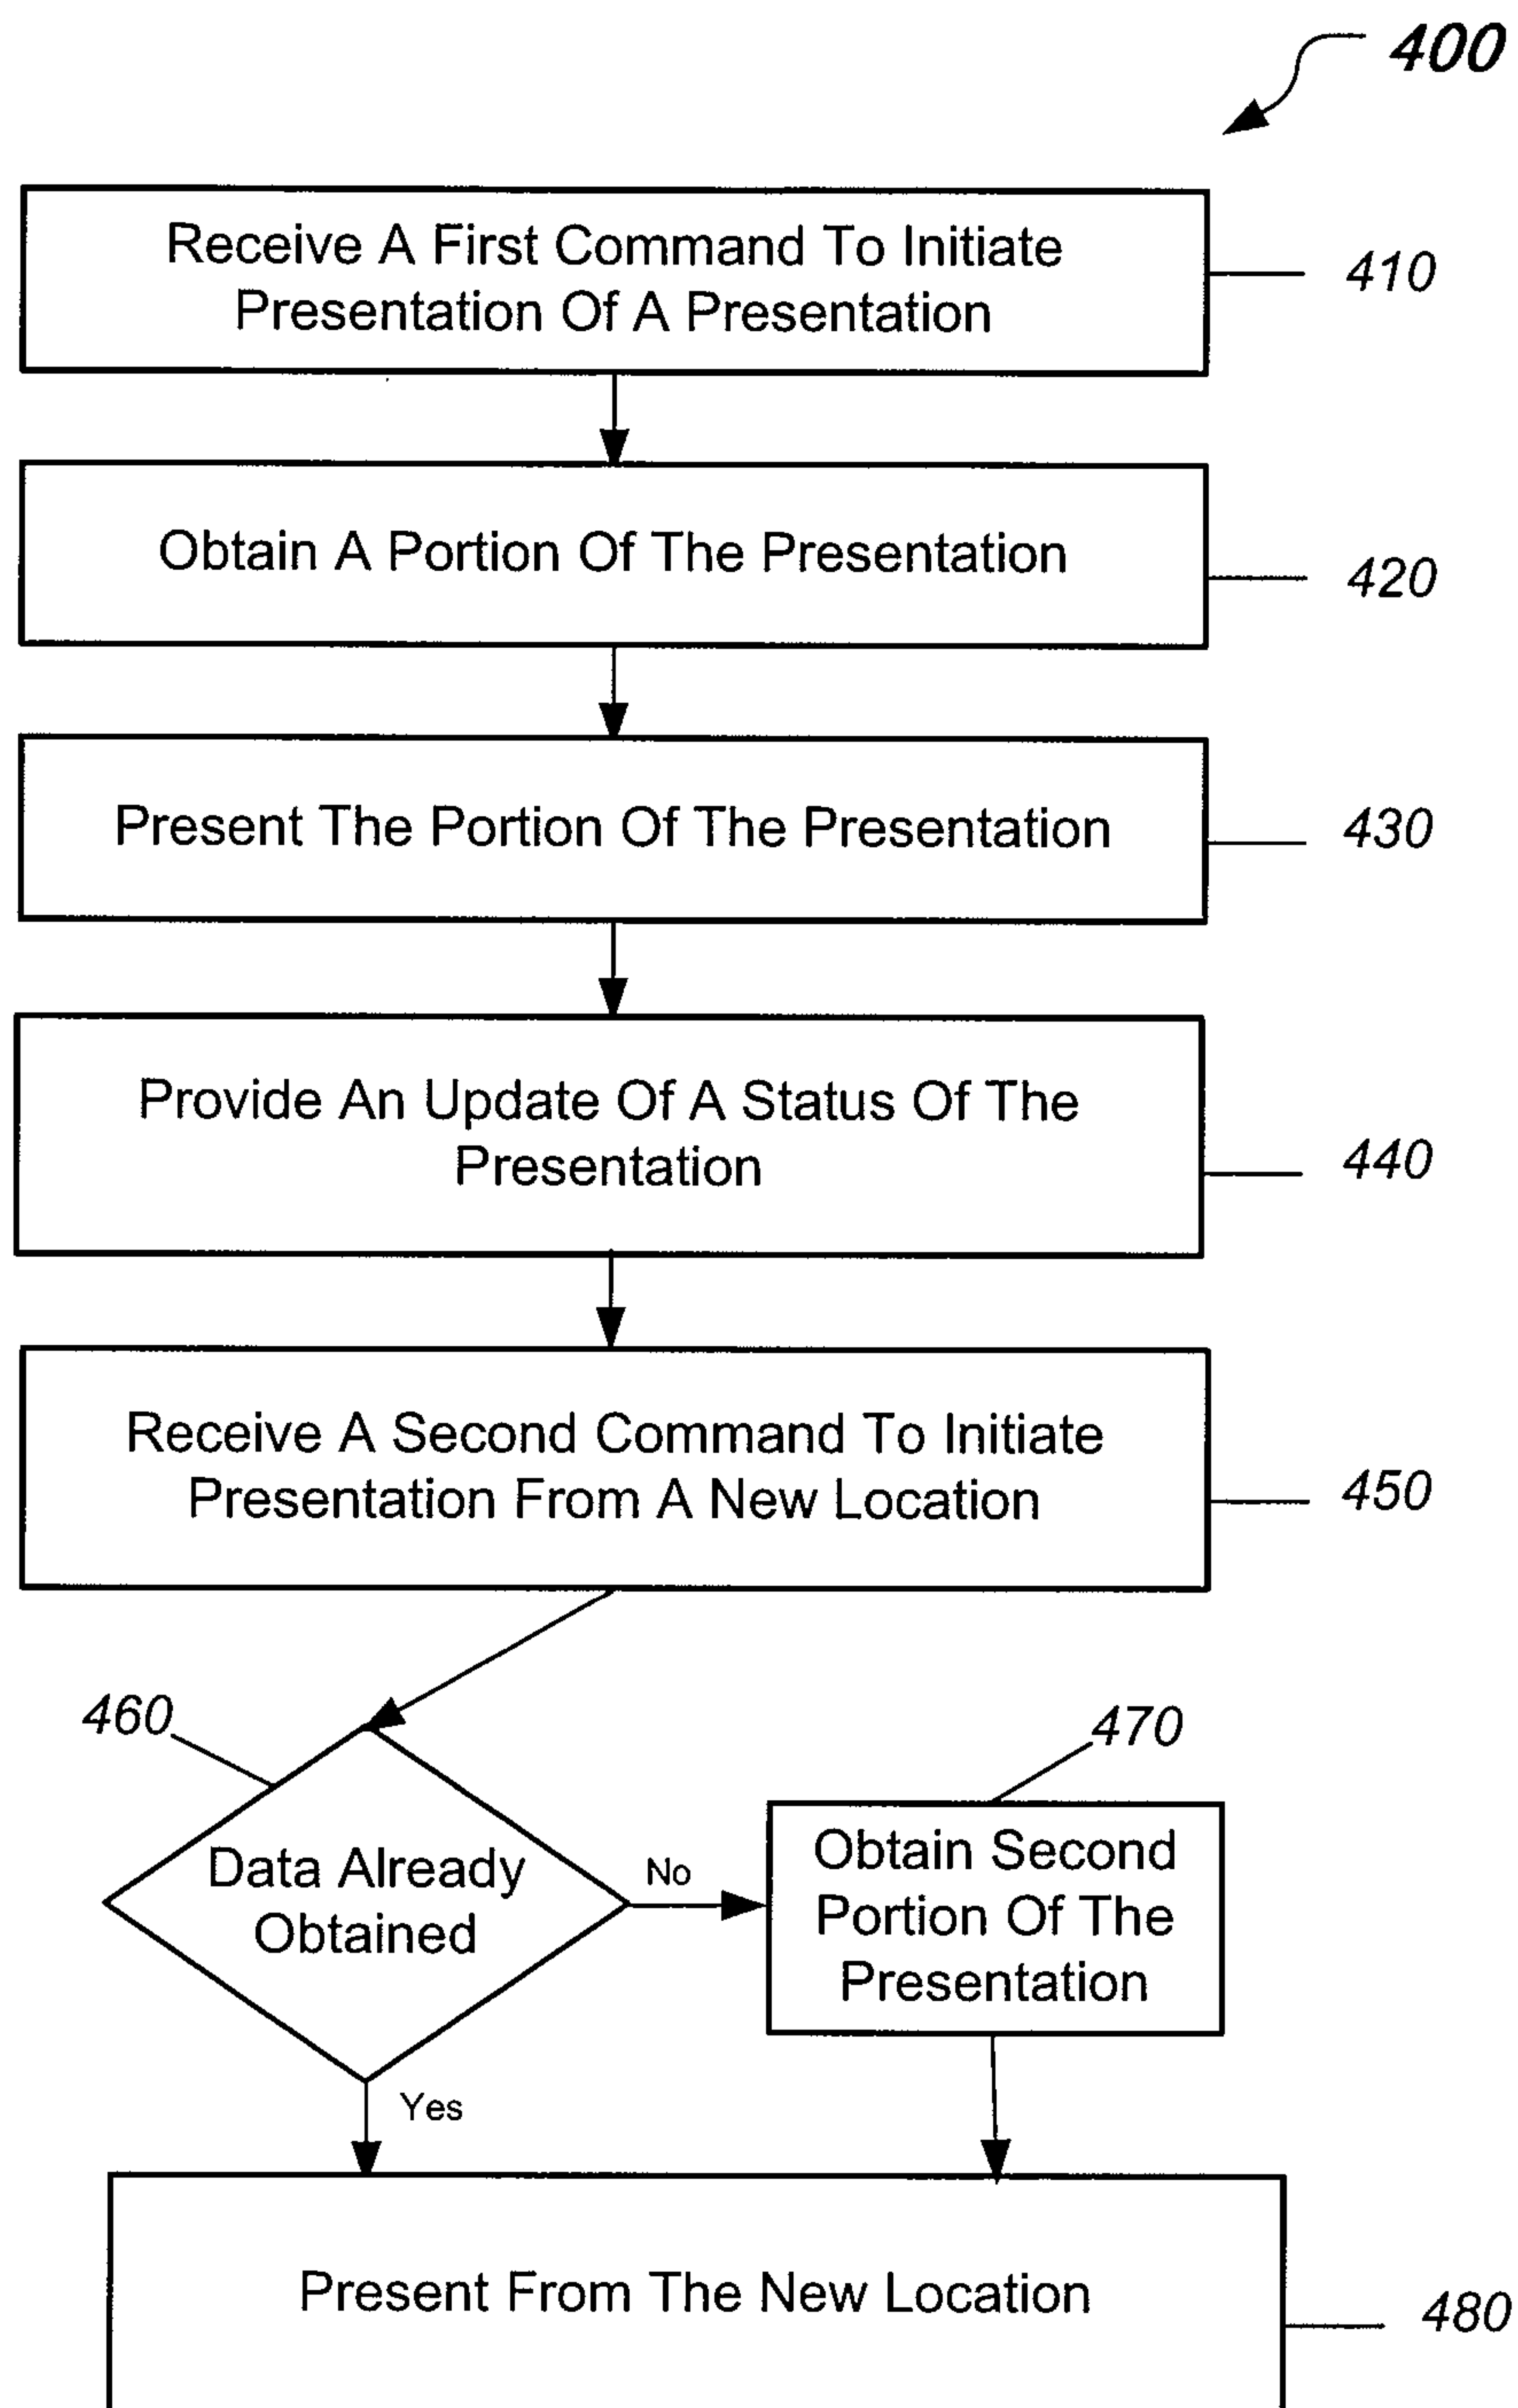 400
Receive A First Command To Initiate
Presentation Of A Presentation
410
Obtain A Portion Of The Presentation
420
Present The Portion Of The Presentation
430
Provide An Update Of A Status Of The
Presentation
440
Receive A Second Command To Initiate
Presentation From A New Location
450
460
Data Already
Obtained
No
Yes
470
Obtain Second
Portion Of The
Presentation
Present From The New Location
480